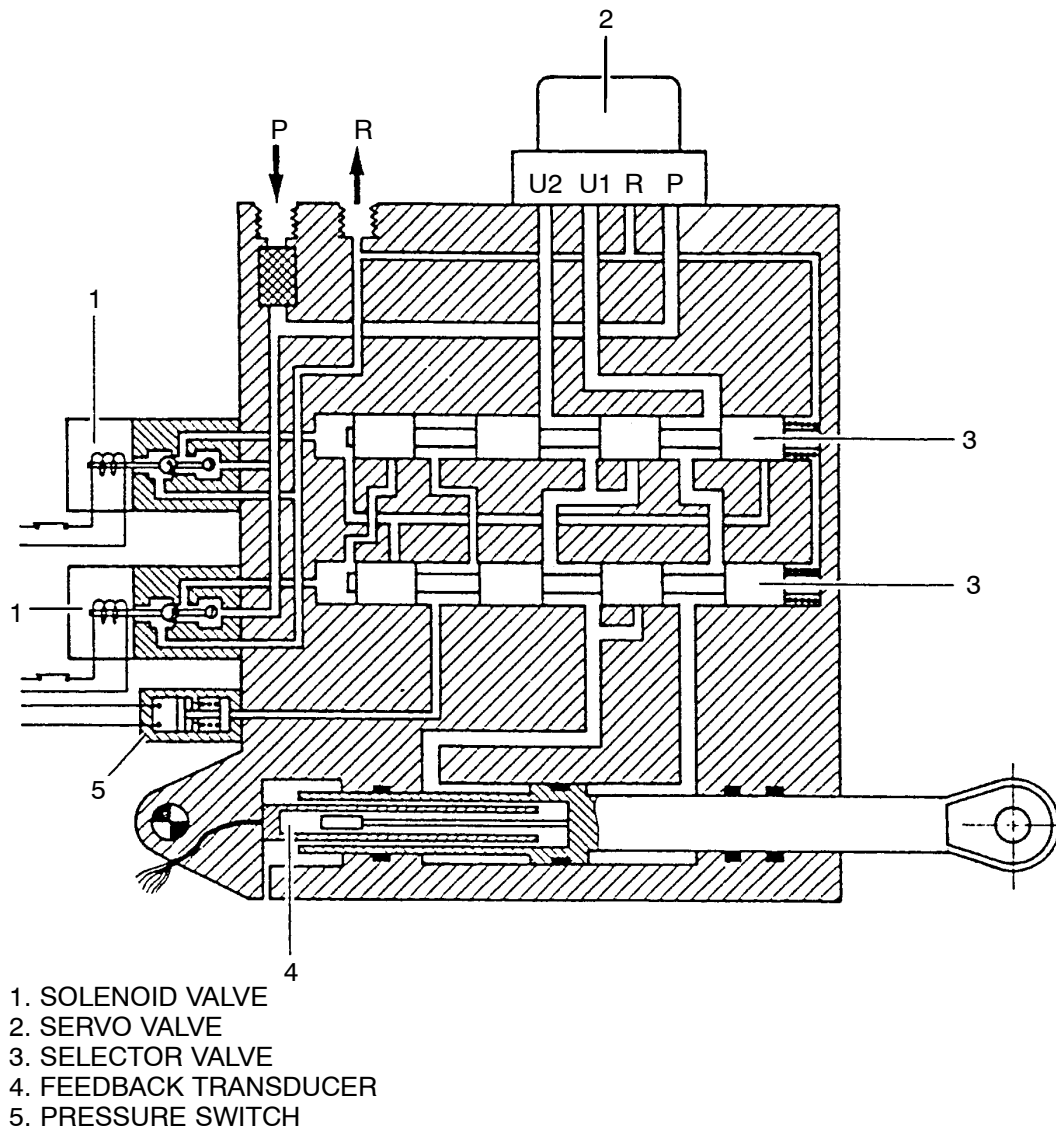 2
P R
U2 U1 R P
1
3
3
1
5
4
1. SOLENOID VALVE
2. SERVO VALVE
3. SELECTOR VALVE
4. FEEDBACK TRANSDUCER
5. PRESSURE SWITCH